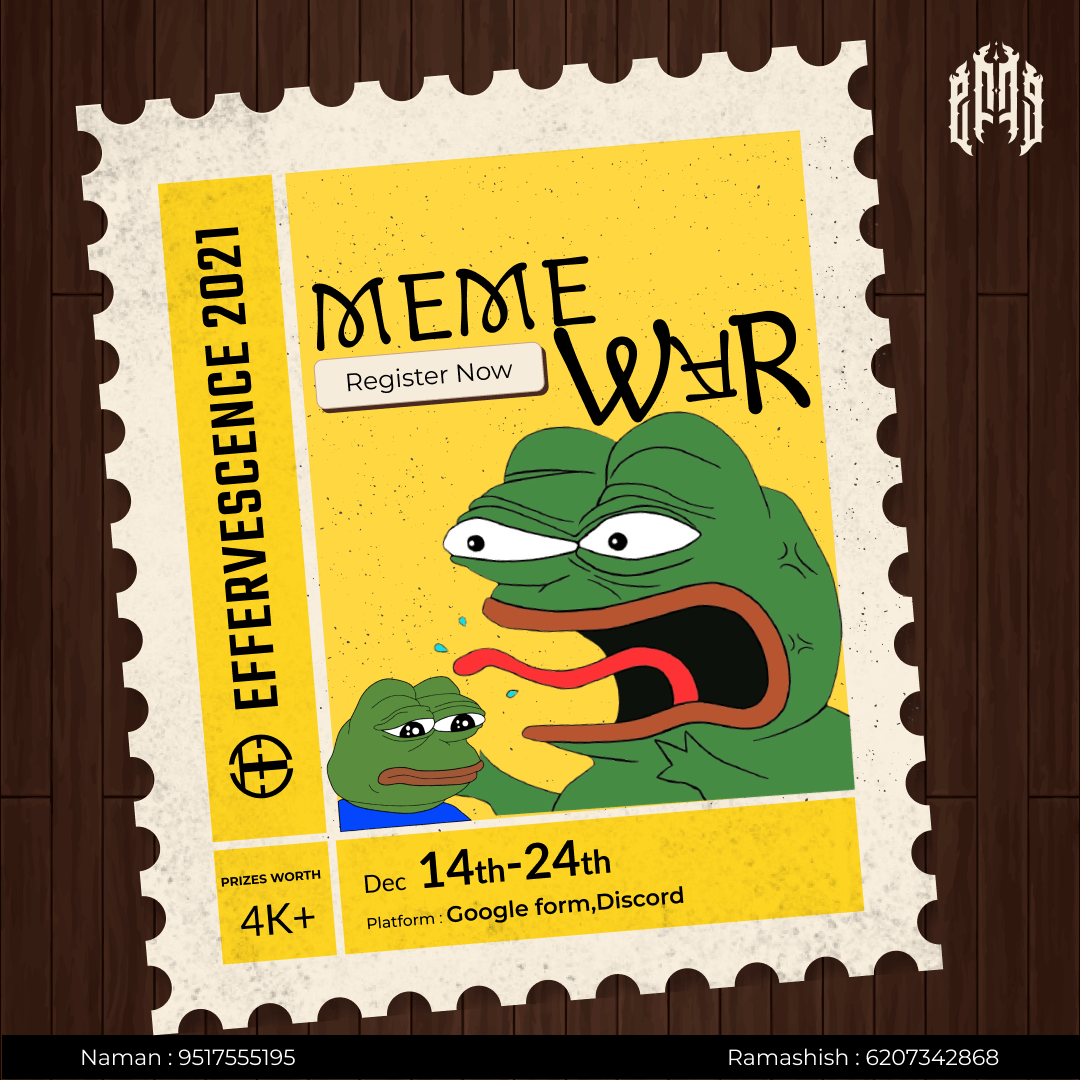 EFFERVESCENCE 2021
MEME
WAR
Register Now
PRIZES WORTH
4K+
Dec 14th-24th
Platform : Google form,Discord
Naman : 9517555195
Ramashish : 6207342868